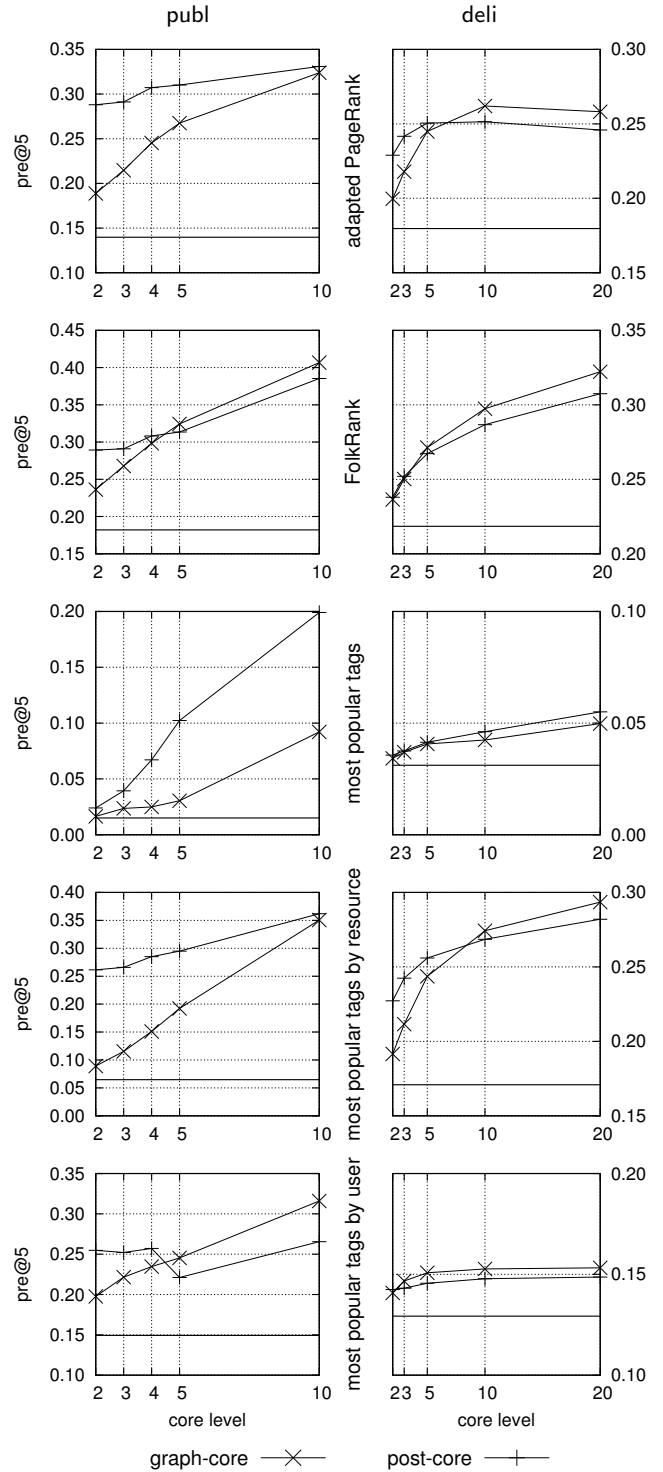 publ deli
0.35 0.30 0.25 0.20 0.15 0.10
pre@5
2 3 4 5 10
adapted PageRank
0.30 0.25 0.20 0.15
2 3 5 10 20
0.45 0.40 0.35 0.30 0.25 0.20 0.15
pre@5
2 3 4 5 10
FolkRank
0.35 0.30 0.25 0.20
2 3 5 10 20
0.20 0.15 0.10 0.05 0.00
pre@5
2 3 4 5 10
most popular tags
0.10 0.05 0.00
2 3 5 10 20
0.40 0.35 0.30 0.25 0.20 0.15 0.10 0.05 0.00
pre@5
2 3 4 5 10
most popular tags by resource
0.30 0.25 0.20 0.15
2 3 5 10 20
0.35 0.30 0.25 0.20 0.15 0.10
pre@5
2 3 4 5 10
core level
most popular tags by user
0.20 0.15 0.10
2 3 5 10 20
core level
graph-core post-core